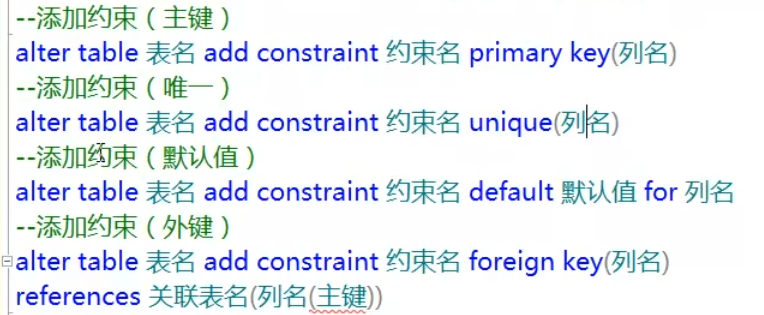 --添加约束（主键）
alter table 表名 add constraint 约束名 primary key(列名)
--添加约束（唯一）
alter table 表名 add constraint 约束名 unique(列名)
--添加约束（默认值）
alter table 表名 add constraint 约束名 default 默认值 for 列名
--添加约束（外键）
alter table 表名 add constraint 约束名 foreign key(列名)
references 关联表名(列名(主键))